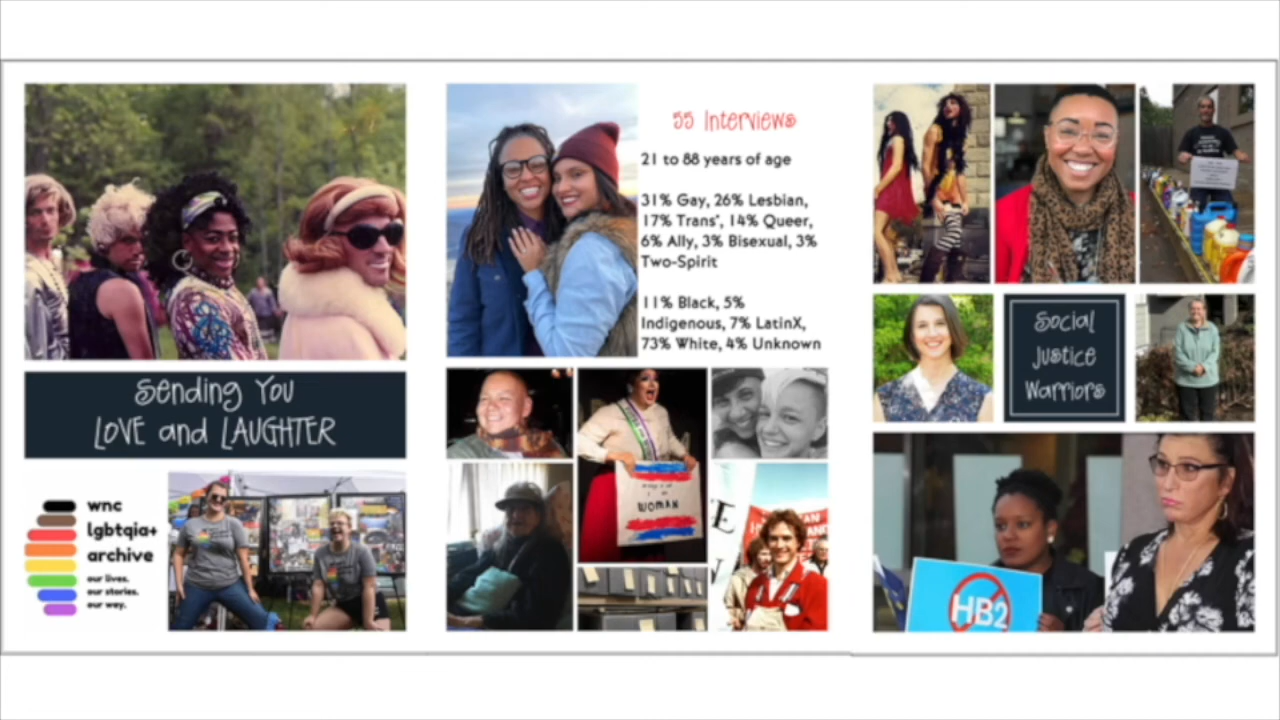 Sending You
LOVE and LAUGHTER
wnc
lgbtqia+
archive
our lives.
our stories.
our way.
55 Interviews
21 to 88 years of age
31% Gay, 26% Lesbian,
17% Trans*, 14% Queer,
6% Ally, 3% Bisexual, 3%
Two-Spirit
11% Black, 5%
Indigenous, 7% LatinX,
73% White, 4% Unknown
WOMAN
Social
Justice
Warriors
HB2